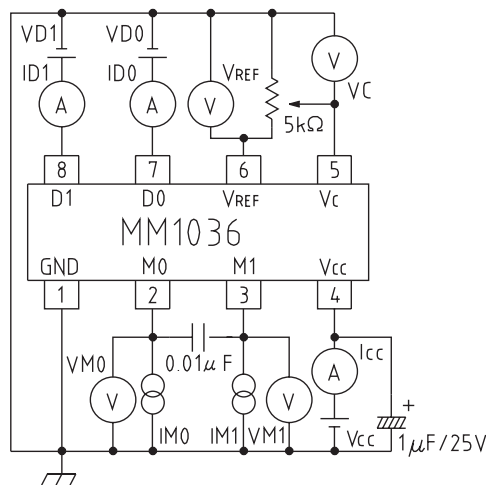 VD1 VD0
ID1 ID0 VREF V
A A V VC
5kΩ
8 7 6 5
D1 D0 VREF VC
MM1036
GND M0 M1 VCC
1 2 3 4
0.01μF ICC
VM0 A
V V +
IM0 IM1 VM1 VCC 1μF/25V